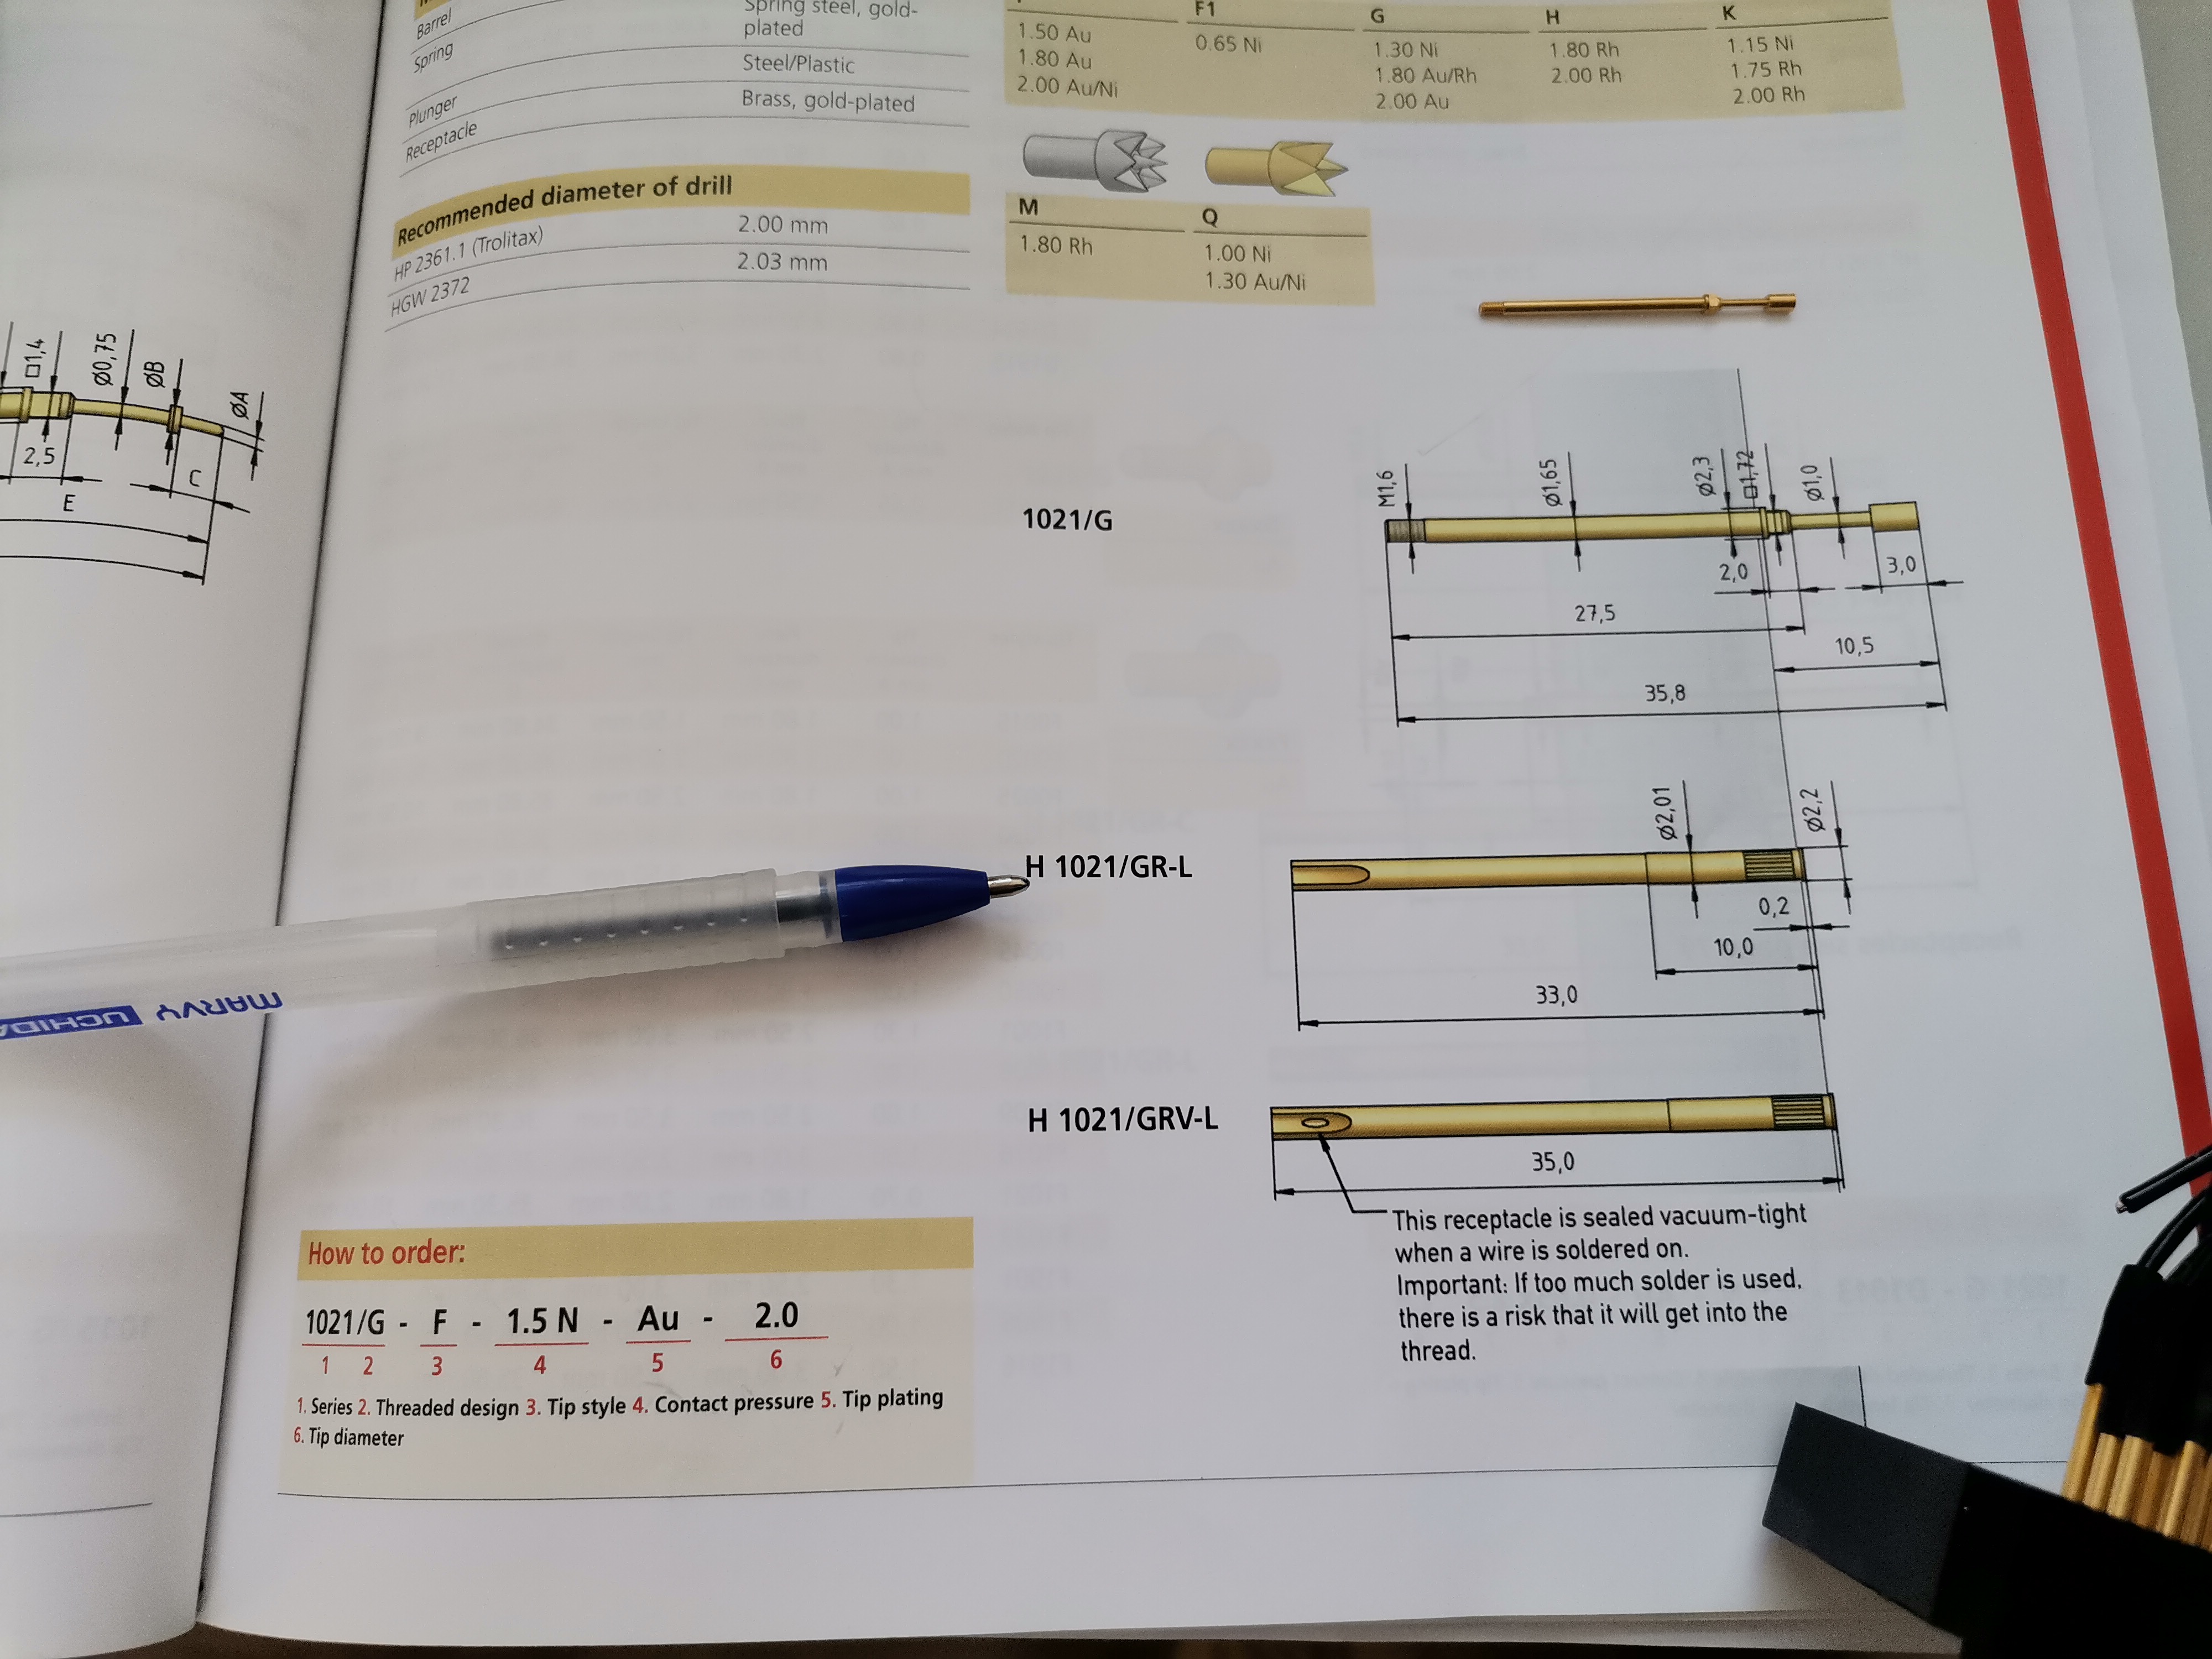 Barrel
Spring steel, gold-
plated
Spring
Steel/Plastic
Plunger
Brass, gold-plated
Receptacle
Recommended diameter of drill
HP 2361.1 (Trolitax) 2.00 mm
HGW 2372 2.03 mm
F1 G H K
1.50 Au 0.65 Ni 1.30 Ni 1.80 Rh 1.15 Ni
1.80 Au 1.80 Au/Rh 2.00 Rh 1.75 Rh
2.00 Au/Ni 2.00 Au 2.00 Rh
M Q
1.80 Rh 1.00 Ni
1.30 Au/Ni
□1,4 Ø0,75 ØB ØA
2,5 C
E
1021/G
M1,6 Ø1,65 Ø2,3 □1,72 Ø1,0
2,0 3,0
27,5
10,5
35,8
H 1021/GR-L
Ø2,01 Ø2,2
0,2
10,0
33,0
MARVY UCHIDA
H 1021/GRV-L
35,0
This receptacle is sealed vacuum-tight
when a wire is soldered on.
Important: If too much solder is used,
there is a risk that it will get into the
thread.
How to order:
1021/G - F - 1.5 N - Au - 2.0
1 2 3 4 5 6
1. Series 2. Threaded design 3. Tip style 4. Contact pressure 5. Tip plating
6. Tip diameter